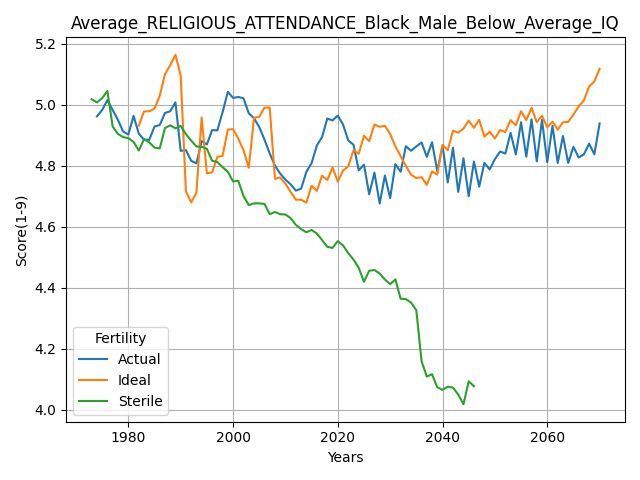 Average_RELIGIOUS_ATTENDANCE_Black_Male_Below_Average_IQ
Score(1-9)
5.2
5.0
4.8
4.6
4.4
4.2
4.0
Fertility
Actual
Ideal
Sterile
1980 2000 2020 2040 2060
Years